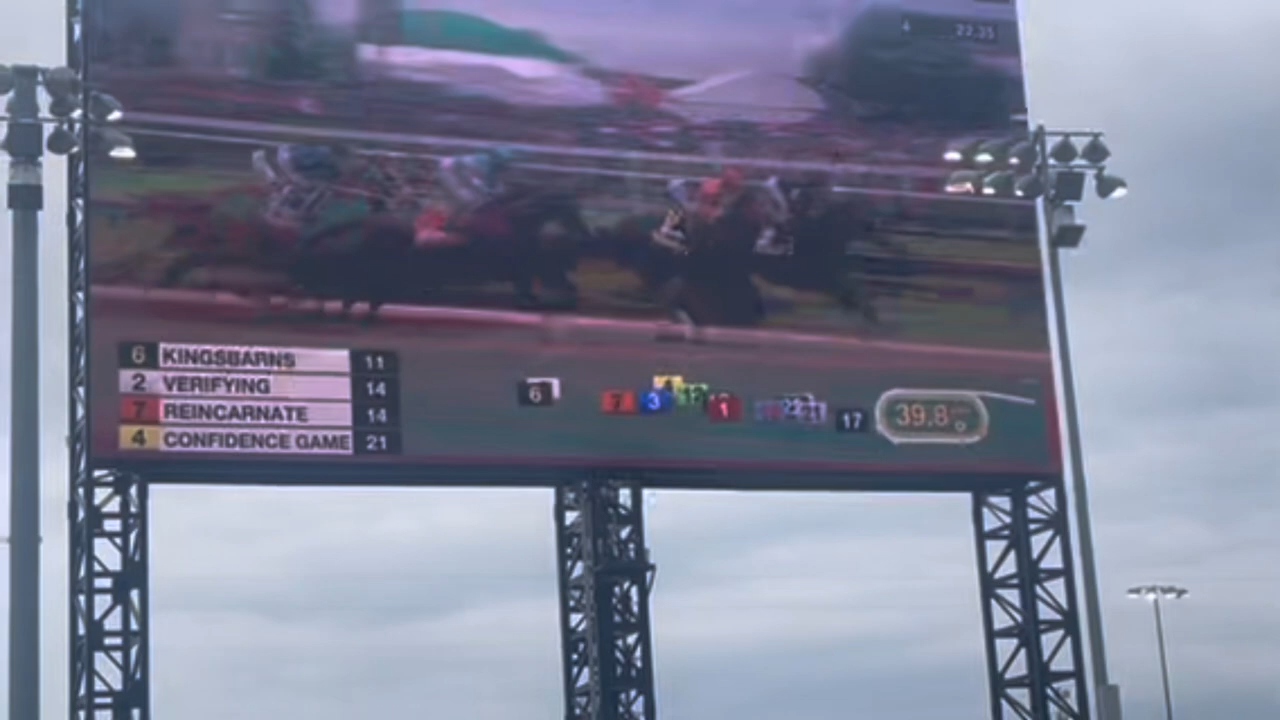 22.35
6 KINGSBARNS 11
2 VERIFYING 14
7 REINCARNATE 14
4 CONFIDENCE GAME 21
6 7 3 1 17
39.8